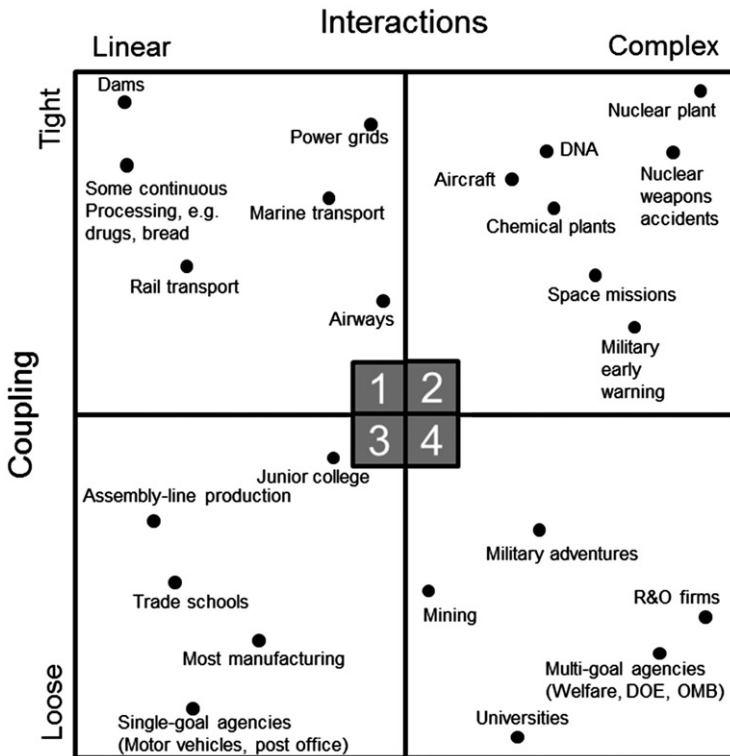 Interactions
Linear
Complex
Tight
Coupling
Loose
Dams
Power grids
Some continuous
Processing, e.g.
drugs, bread
Marine transport
Rail transport
Airways
Nuclear plant
DNA
Aircraft
Nuclear
weapons
accidents
Chemical plants
Space missions
Military
early
warning
1 2
3 4
Junior college
Assembly-line production
Trade schools
Most manufacturing
Single-goal agencies
(Motor vehicles, post office)
Military adventures
Mining
R&O firms
Multi-goal agencies
(Welfare, DOE, OMB)
Universities